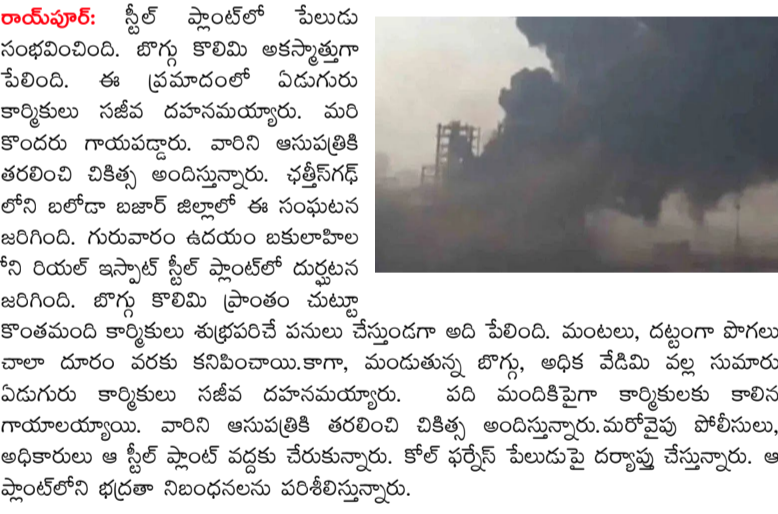 రాయ్‌పూర్: స్టీల్ ప్లాంట్‌లో పేలుడు
సంభవించింది. బొగ్గు కొలిమి అకస్మాత్తుగా
పేలింది. ఈ ప్రమాదంలో ఏడుగురు
కార్మికులు సజీవ దహనమయ్యారు. మరి
కొందరు గాయపడ్డారు. వారిని ఆసుపత్రికి
తరలించి చికిత్స అందిస్తున్నారు. ఛత్తీస్‌గఢ్
లోని బలోడా బజార్ జిల్లాలో ఈ సంఘటన
జరిగింది. గురువారం ఉదయం బకులాహిల
ోని రియల్ ఇస్పాట్ స్టీల్ ప్లాంట్‌లో దుర్ఘటన
జరిగింది. బొగ్గు కొలిమి ప్రాంతం చుట్టూ
కొంతమంది కార్మికులు శుభ్రపరిచే పనులు చేస్తుండగా అది పేలింది. మంటలు, దట్టంగా పొగలు
చాలా దూరం వరకు కనిపించాయి.కాగా, మండుతున్న బొగ్గు, అధిక వేడిమి వల్ల సుమారు
ఏడుగురు కార్మికులు సజీవ దహనమయ్యారు. పది మందికిపైగా కార్మికులకు కాలిన
గాయాలయ్యాయి. వారిని ఆసుపత్రికి తరలించి చికిత్స అందిస్తున్నారు.మరోవైపు పోలీసులు,
అధికారులు ఆ స్టీల్ ప్లాంట్ వద్దకు చేరుకున్నారు. కోల్ ఫర్నేస్ పేలుడుపై దర్యాప్తు చేస్తున్నారు. ఆ
ప్లాంట్‌లోని భద్రతా నిబంధనలను పరిశీలిస్తున్నారు.